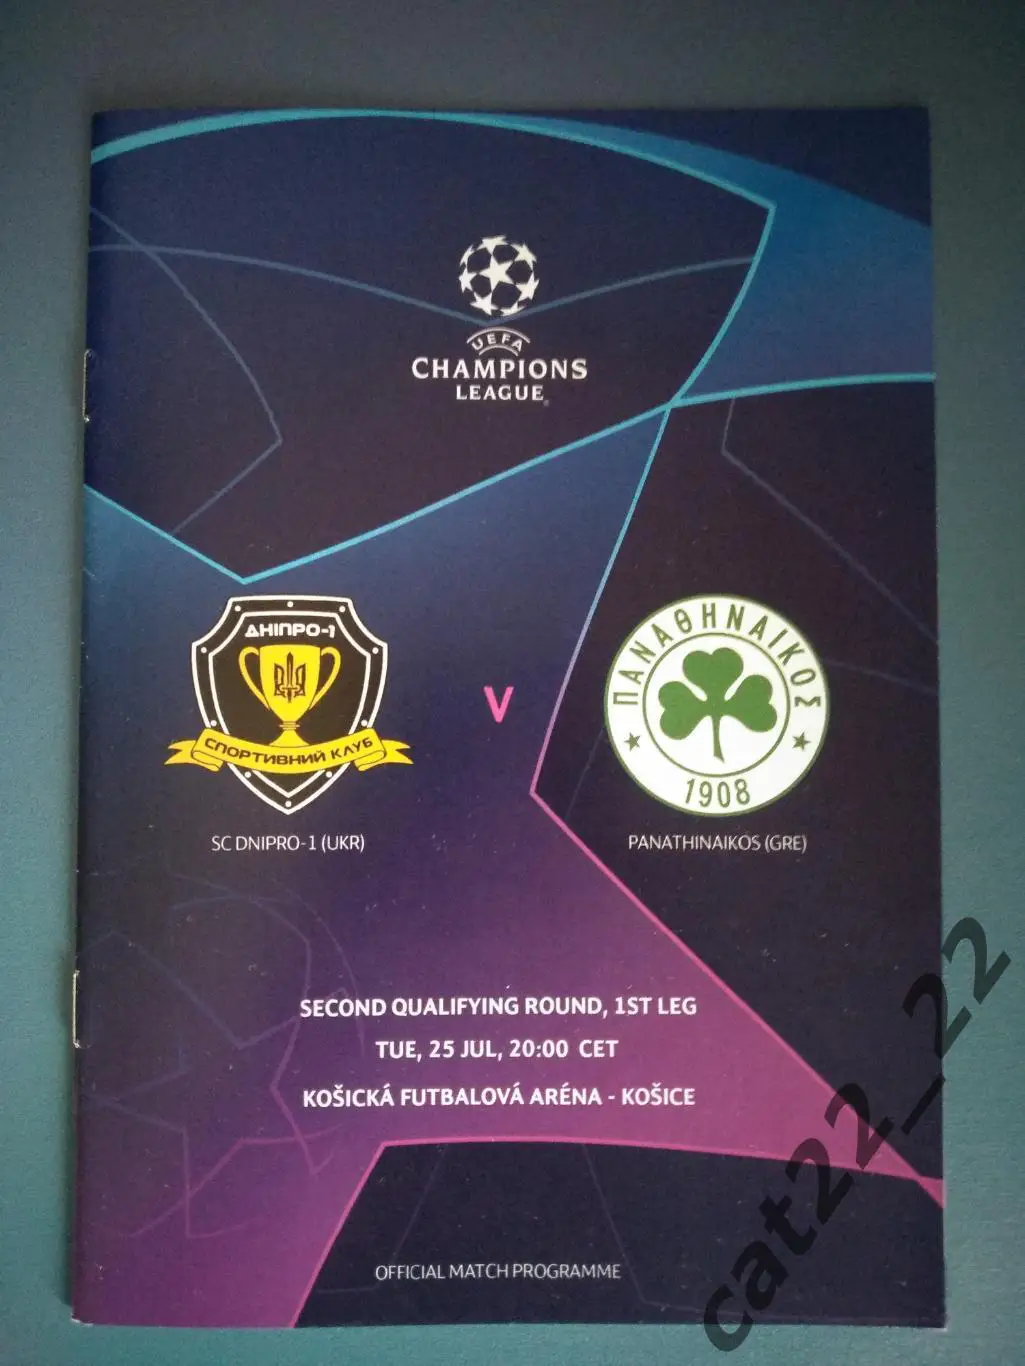 UEFA
CHAMPIONS
LEAGUE®
ДНІПРО-1
СПОРТИВНИЙ КЛУБ
V
ΠΑΝΑΘΗΝΑΙΚΟΣ
1908
SC DNIPRO-1 (UKR)
PANATHINAIKOS (GRE)
SECOND QUALIFYING ROUND, 1ST LEG
TUE, 25 JUL, 20:00 CET
KOŠICKÁ FUTBALOVÁ ARÉNA - KOŠICE
OFFICIAL MATCH PROGRAMME
cat22_22